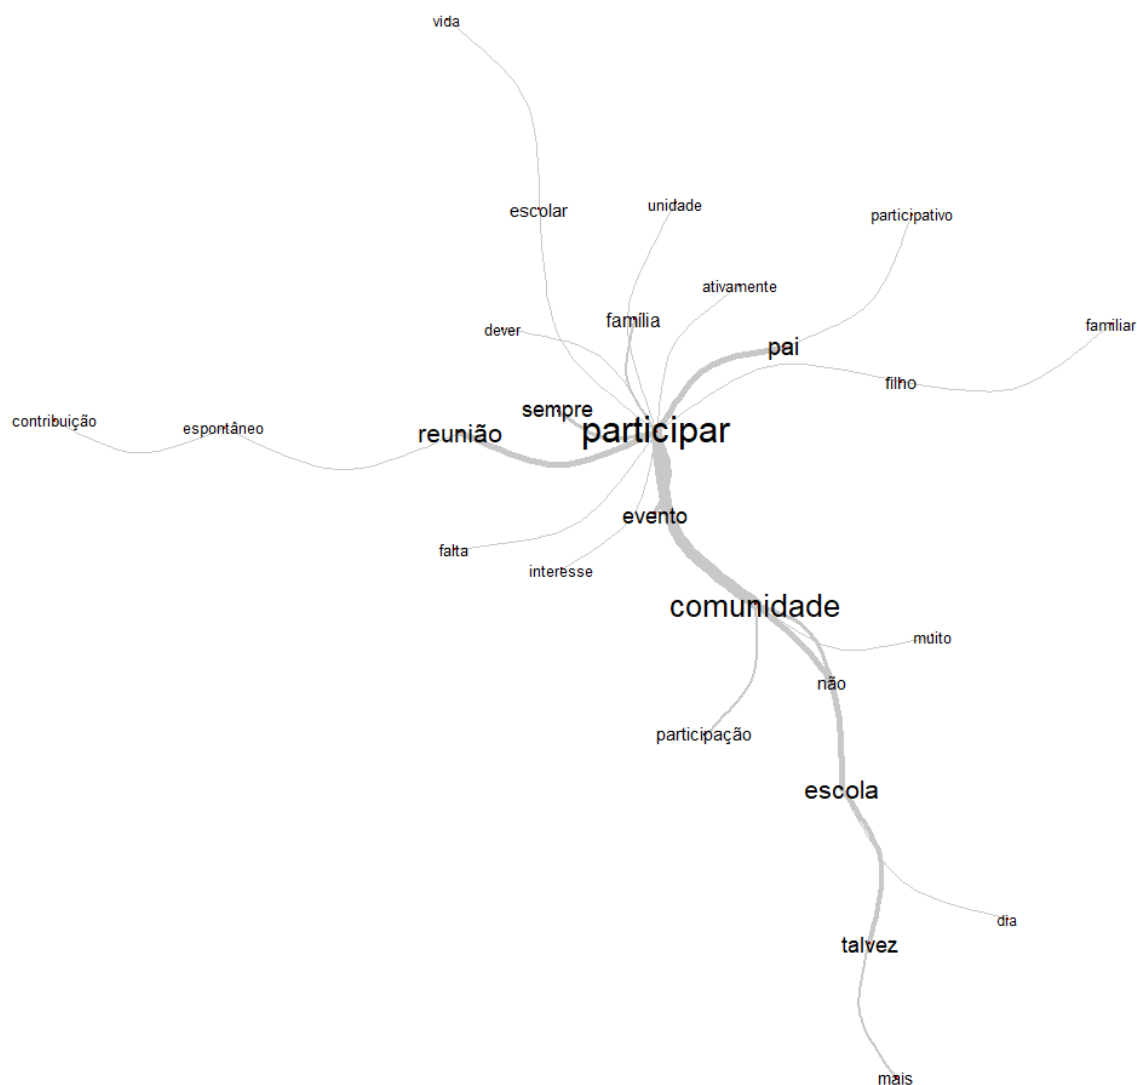 vida
unidade
escolar
participativo
ativamente
família
familiar
dever
pai
filho
sempre
contribuição
espontâneo
reunião
participar
evento
falta
interesse
comunidade
muito
não
participação
escola
dia
talvez
mais